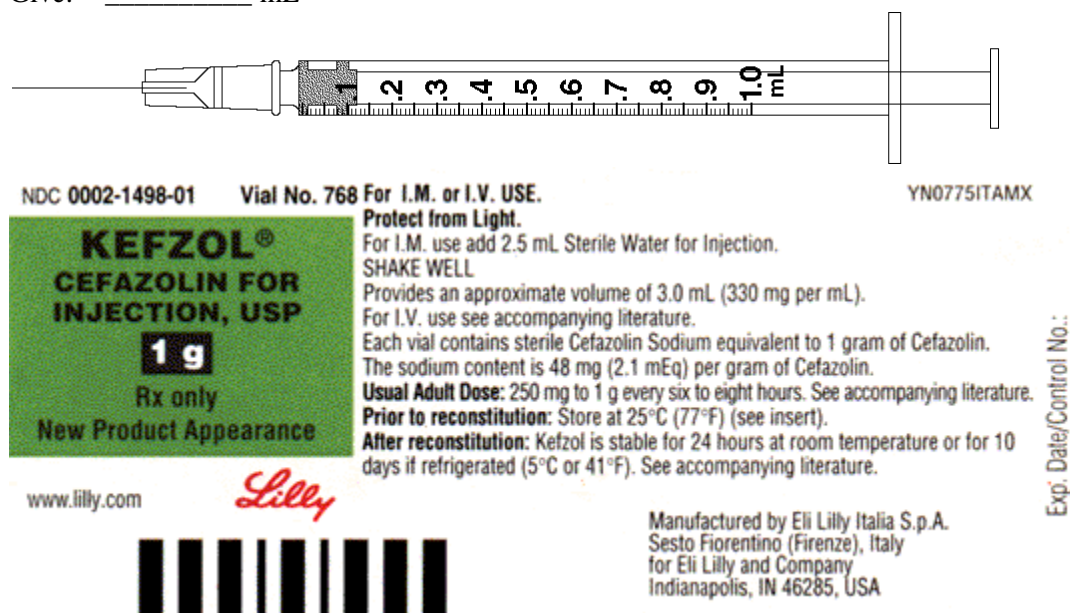 .1 .2 .3 .4 .5 .6 .7 .8 .9 1.0
mL
NDC 0002-1498-01 Vial No. 768
KEFZOL®
CEFAZOLIN FOR
INJECTION, USP
1 g
Rx only
New Product Appearance
www.lilly.com
Lilly
For I.M. or I.V. USE.
Protect from Light.
For I.M. use add 2.5 mL Sterile Water for Injection.
SHAKE WELL
Provides an approximate volume of 3.0 mL (330 mg per mL).
For I.V. use see accompanying literature.
Each vial contains sterile Cefazolin Sodium equivalent to 1 gram of Cefazolin.
The sodium content is 48 mg (2.1 mEq) per gram of Cefazolin.
Usual Adult Dose: 250 mg to 1 g every six to eight hours. See accompanying literature.
Prior to reconstitution: Store at 25°C (77°F) (see insert).
After reconstitution: Kefzol is stable for 24 hours at room temperature or for 10
days if refrigerated (5°C or 41°F). See accompanying literature.
YN0775ITAMX
Manufactured by Eli Lilly Italia S.p.A.
Sesto Fiorentino (Firenze), Italy
for Eli Lilly and Company
Indianapolis, IN 46285, USA
Exp. Date/Control No.: